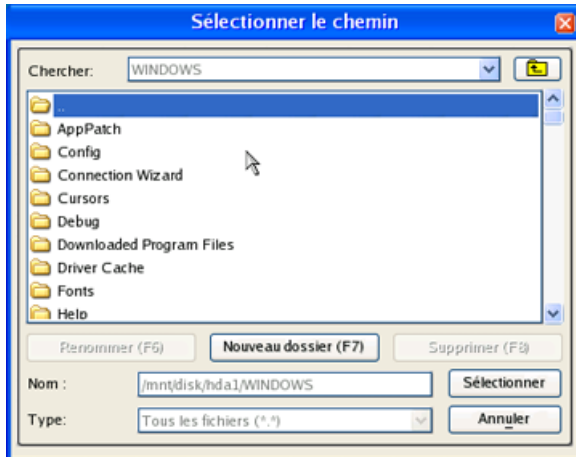 Sélectionner le chemin
Chercher: WINDOWS
..
AppPatch
Config
Connection Wizard
Cursors
Debug
Downloaded Program Files
Driver Cache
Fonts
Help
Renommer (F6) Nouveau dossier (F7) Supprimer (F8)
Nom : /mnt/disk/hda1/WINDOWS Sélectionner
Type: Tous les fichiers (*.*) Annuler